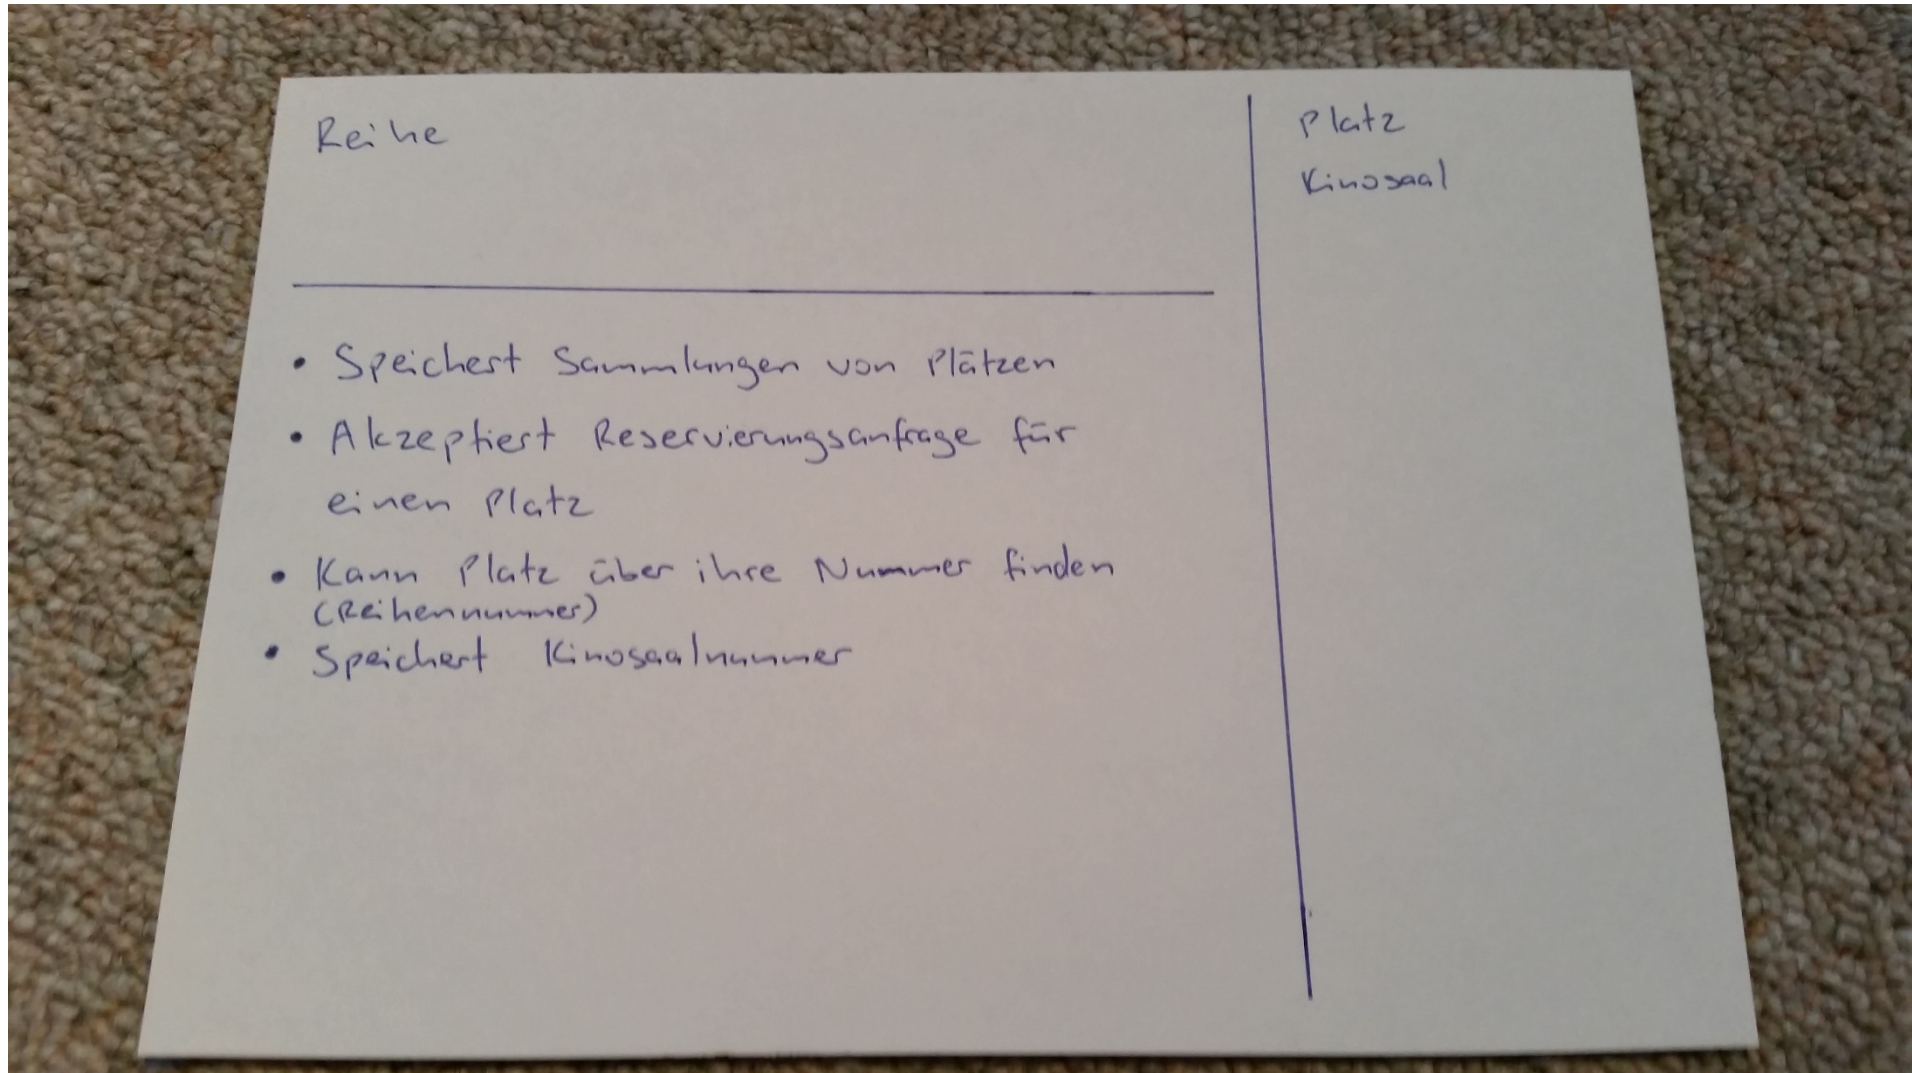 Reihe
• Speichert Sammlungen von Plätzen
• Akzeptiert Reservierungsanfrage für
einen Platz
• Kann Platz über ihre Nummer finden
(Reihennummer)
• Speichert Kinosaalnummer
Platz
Kinosaal